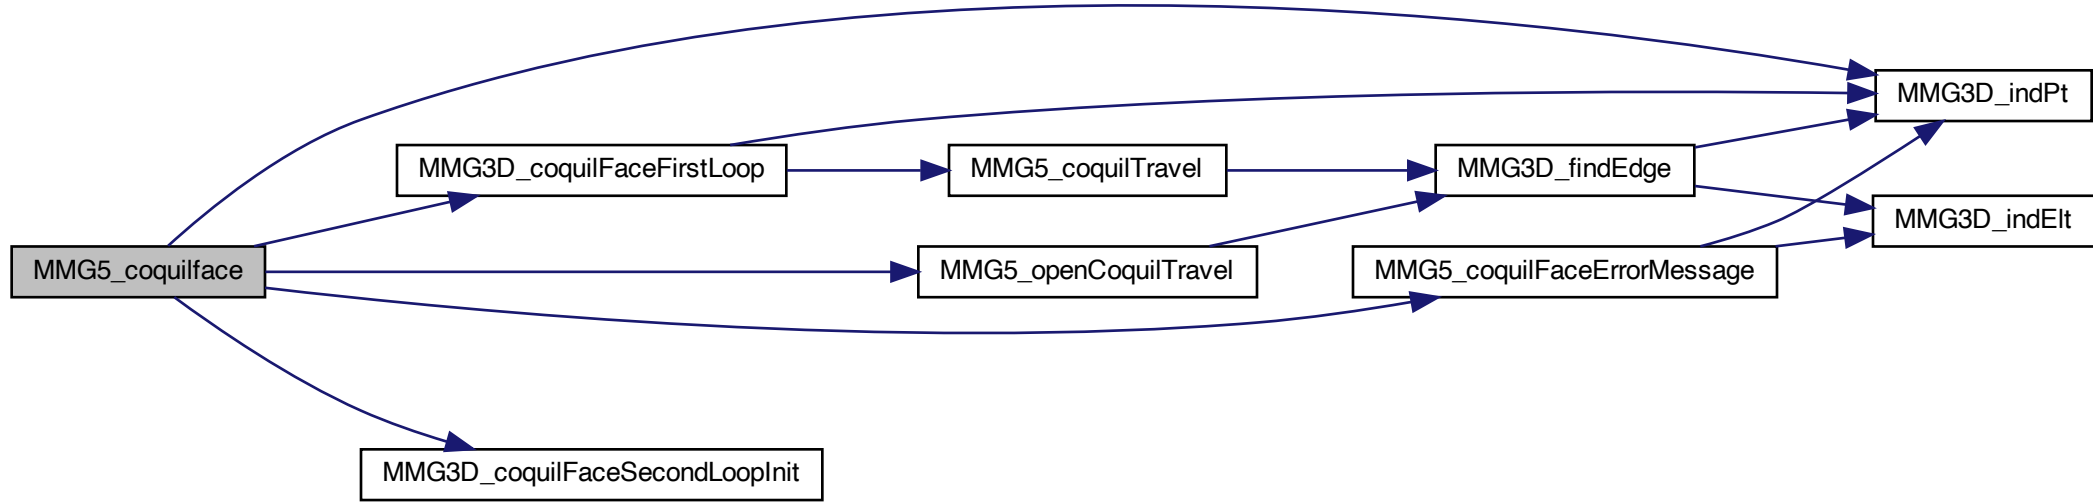 MMG3D_indPt
MMG3D_coquilFaceFirstLoop
MMG5_coquilTravel
MMG3D_findEdge
MMG3D_indElt
MMG5_coquilface
MMG5_openCoquilTravel
MMG5_coquilFaceErrorMessage
MMG3D_coquilFaceSecondLoopInit